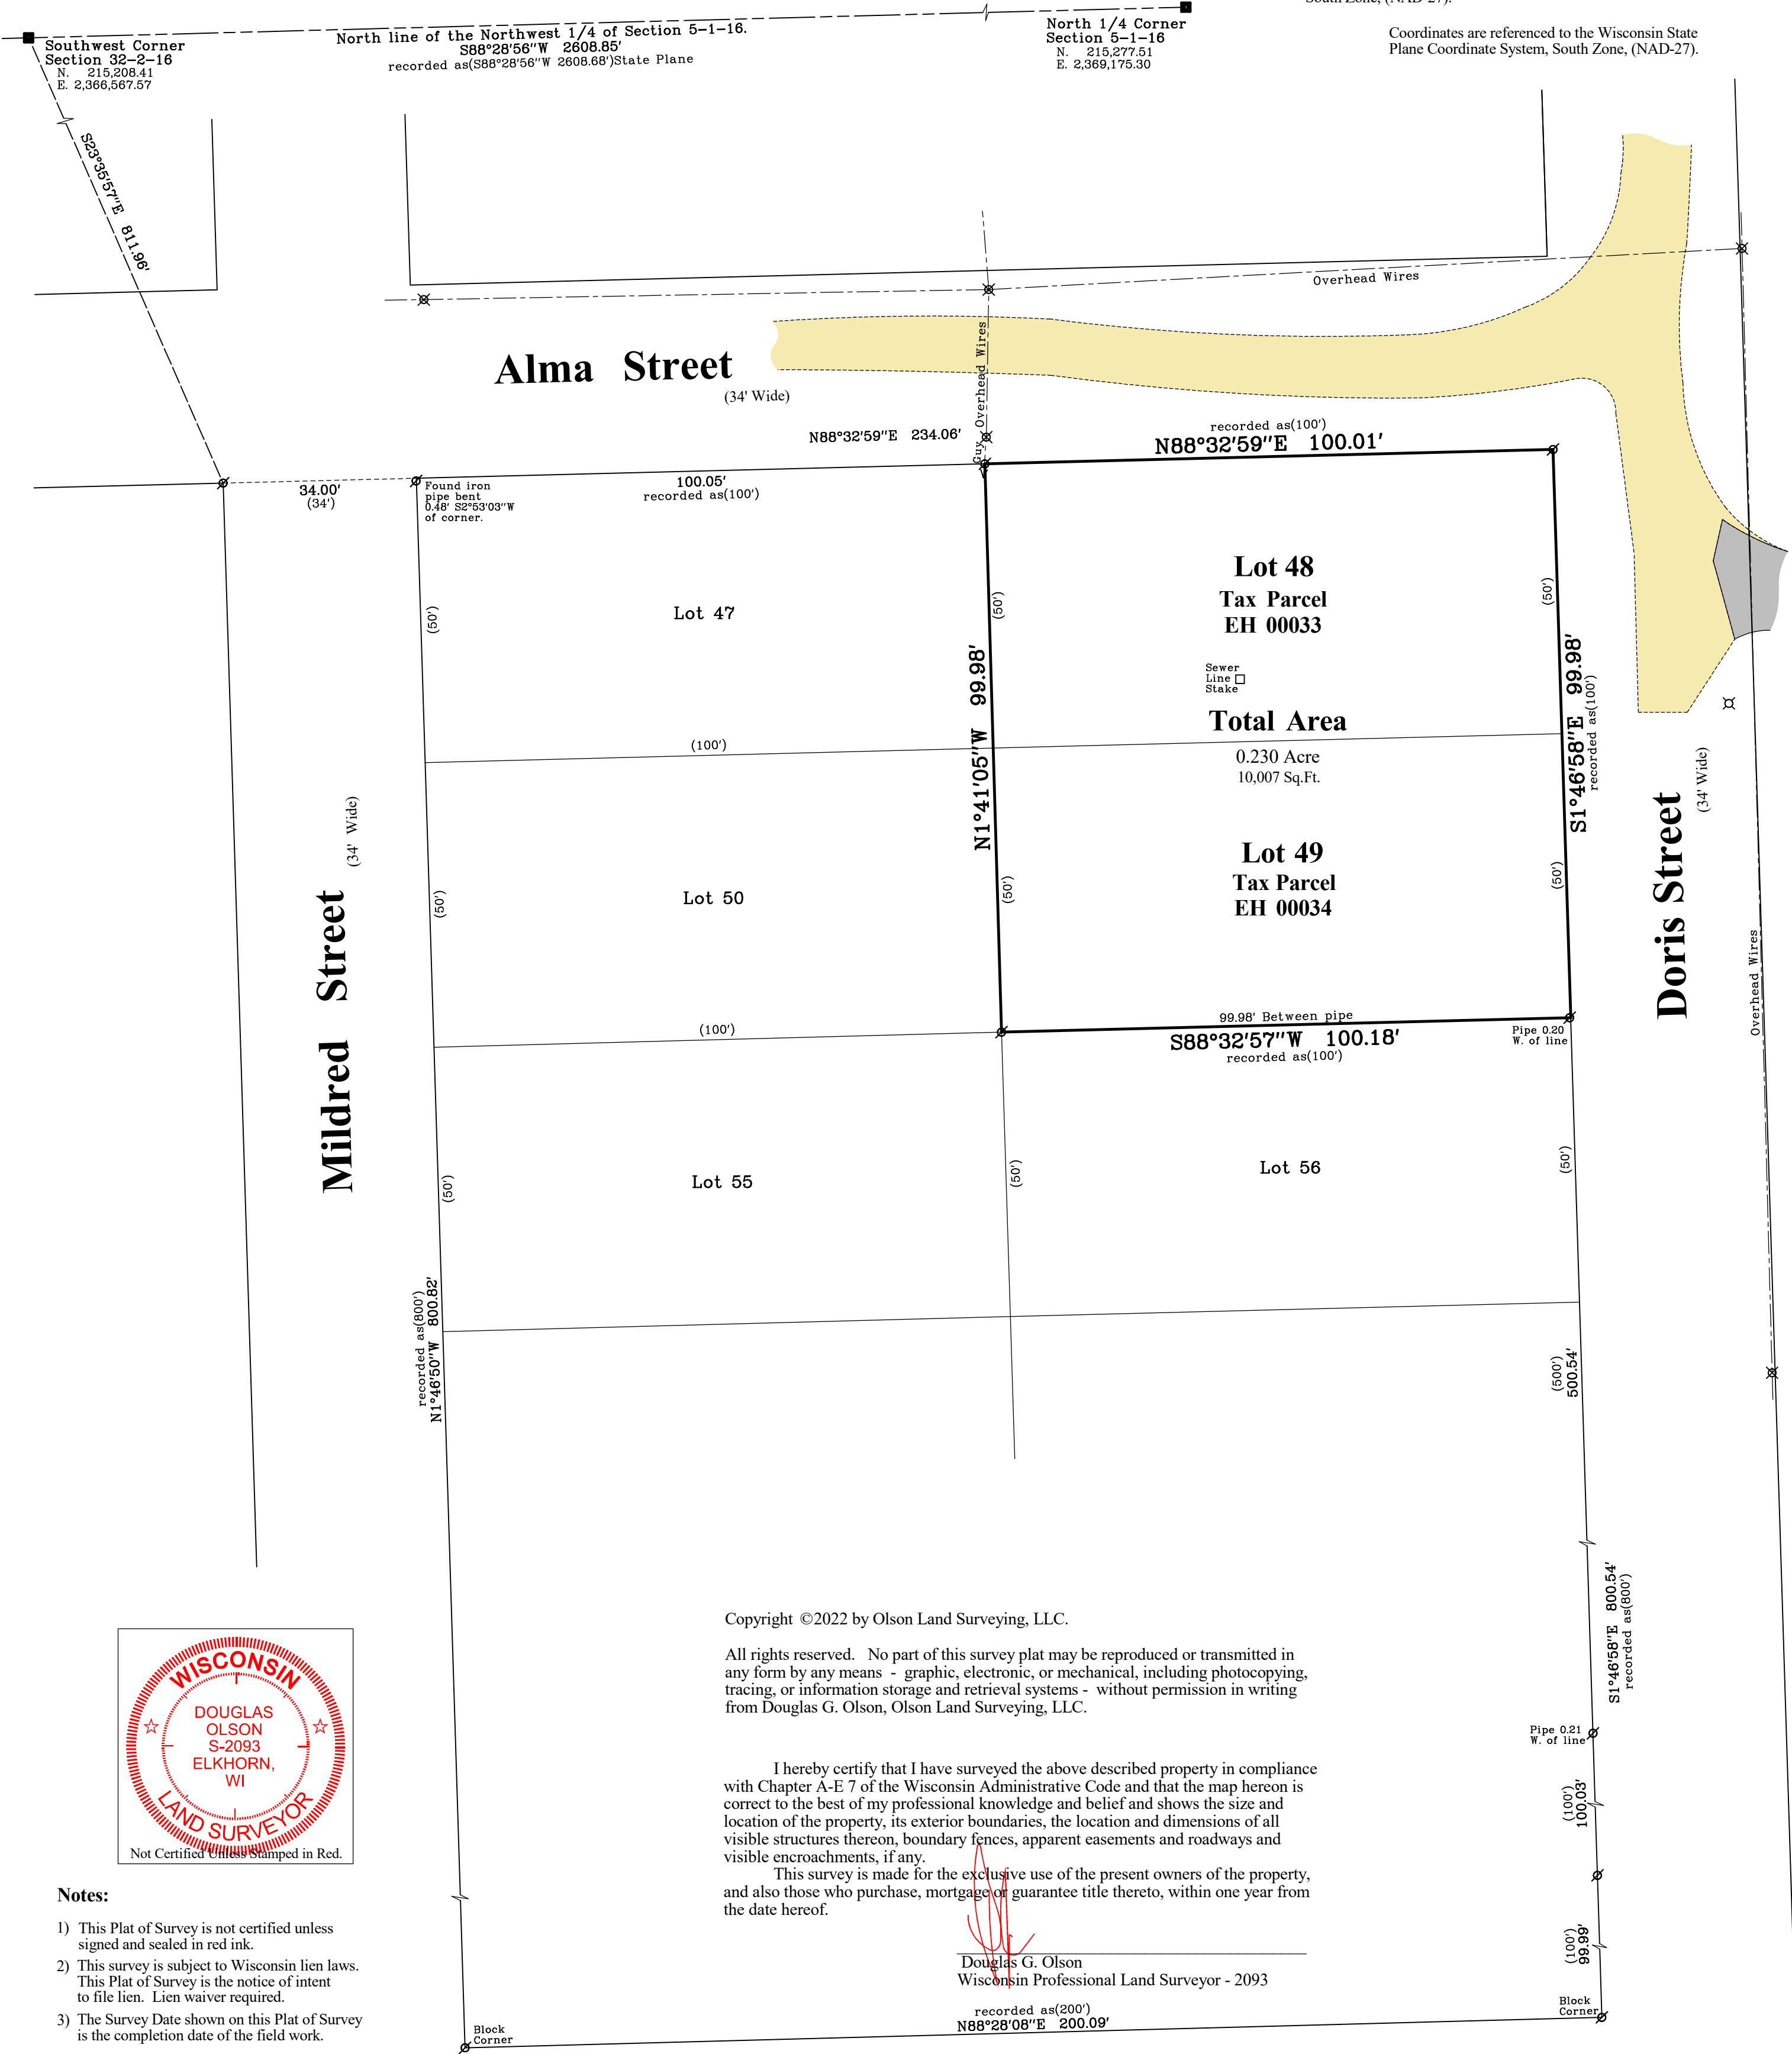 South Zone, (NAD-27).
Coordinates are referenced to the Wisconsin State
Plane Coordinate System, South Zone, (NAD-27).
Southwest Corner
Section 32-2-16
N. 215,208.41
E. 2,366,567.57
North line of the Northwest 1/4 of Section 5-1-16.
S88°28'56"W 2608.85'
recorded as(S88°28'56"W 2608.68')State Plane
North 1/4 Corner
Section 5-1-16
N. 215,277.51
E. 2,369,175.30
S23°35'57"E 811.96'
Overhead Wires
Alma Street
(34' Wide)
Guy Overhead Wires
N88°32'59"E 234.06'
recorded as(100')
N88°32'59"E 100.01'
34.00'
(34')
Found iron
pipe bent
0.48' S2°53'03"W
of corner.
100.05'
recorded as(100')
Lot 48
Tax Parcel
EH 00033
(50')
Lot 47
(50')
(50')
Sewer
Line
Stake
N1°41'05"W 99.98'
S1°46'58"E 99.98'
recorded as(100')
Total Area
(100')
0.230 Acre
10,007 Sq.Ft.
(34' Wide)
(34' Wide)
Lot 49
Tax Parcel
EH 00034
(50')
Lot 50
(50')
(50')
Mildred Street
Doris Street
Overhead Wires
(100')
99.98' Between pipe
S88°32'57"W 100.18'
recorded as(100')
Pipe 0.20
W. of line
(50')
Lot 55
(50')
Lot 56
(50')
recorded as(800')
N1°46'50"W 800.82'
(500')
500.54'
S1°46'58"E 800.54'
recorded as(800')
Copyright ©2022 by Olson Land Surveying, LLC.
All rights reserved. No part of this survey plat may be reproduced or transmitted in
any form by any means - graphic, electronic, or mechanical, including photocopying,
tracing, or information storage and retrieval systems - without permission in writing
from Douglas G. Olson, Olson Land Surveying, LLC.
WISCONSIN
DOUGLAS
OLSON
S-2093
ELKHORN,
WI
LAND SURVEYOR
Not Certified Unless Stamped in Red.
Pipe 0.21
W. of line
I hereby certify that I have surveyed the above described property in compliance
with Chapter A-E 7 of the Wisconsin Administrative Code and that the map hereon is
correct to the best of my professional knowledge and belief and shows the size and
location of the property, its exterior boundaries, the location and dimensions of all
visible structures thereon, boundary fences, apparent easements and roadways and
visible encroachments, if any.
This survey is made for the exclusive use of the present owners of the property,
and also those who purchase, mortgage or guarantee title thereto, within one year from
the date hereof.
(100')
100.03'
(100')
99.99'
Notes:
1) This Plat of Survey is not certified unless
signed and sealed in red ink.
2) This survey is subject to Wisconsin lien laws.
This Plat of Survey is the notice of intent
to file lien. Lien waiver required.
3) The Survey Date shown on this Plat of Survey
is the completion date of the field work.
Douglas G. Olson
Wisconsin Professional Land Surveyor - 2093
Block
Corner
recorded as(200')
N88°28'08"E 200.09'
Block
Corner